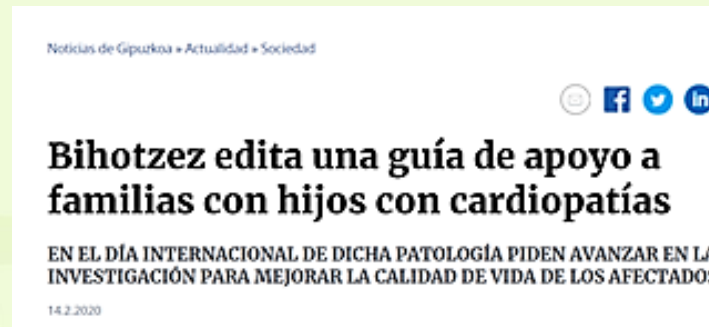 Noticias de Gipuzkoa » Actualidad » Sociedad
in
Bihotzez edita una guía de apoyo a
familias con hijos con cardiopatías
EN EL DÍA INTERNACIONAL DE DICHA PATOLOGÍA PIDEN AVANZAR EN LA
INVESTIGACIÓN PARA MEJORAR LA CALIDAD DE VIDA DE LOS AFECTADOS
14.2.2020